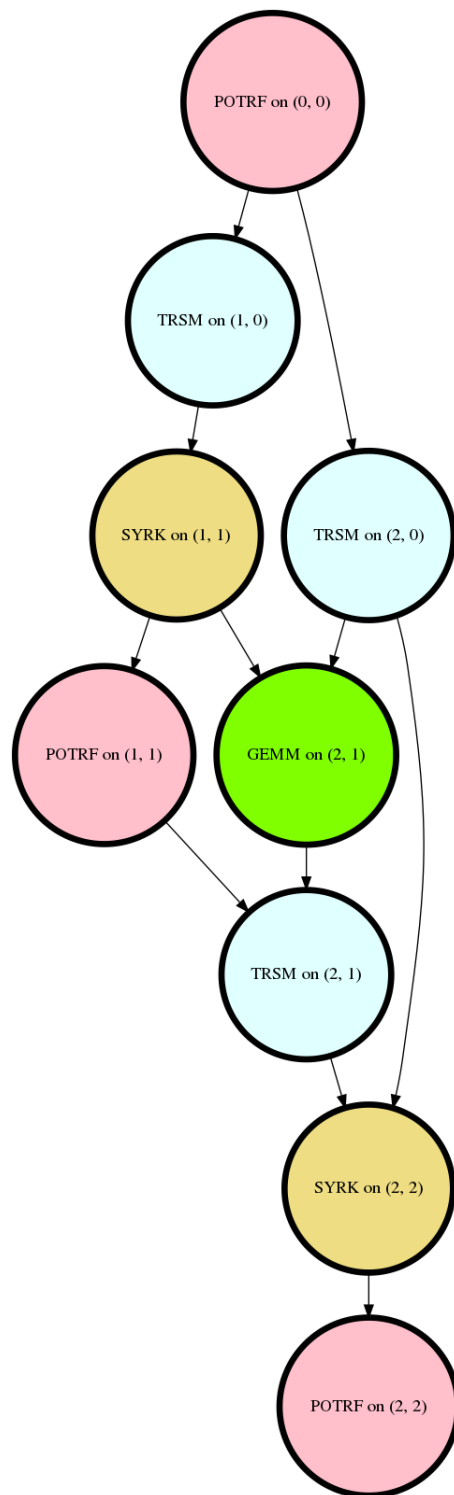 POTRF on (0, 0)
TRSM on (1, 0)
SYRK on (1, 1)
TRSM on (2, 0)
POTRF on (1, 1)
GEMM on (2, 1)
TRSM on (2, 1)
SYRK on (2, 2)
POTRF on (2, 2)